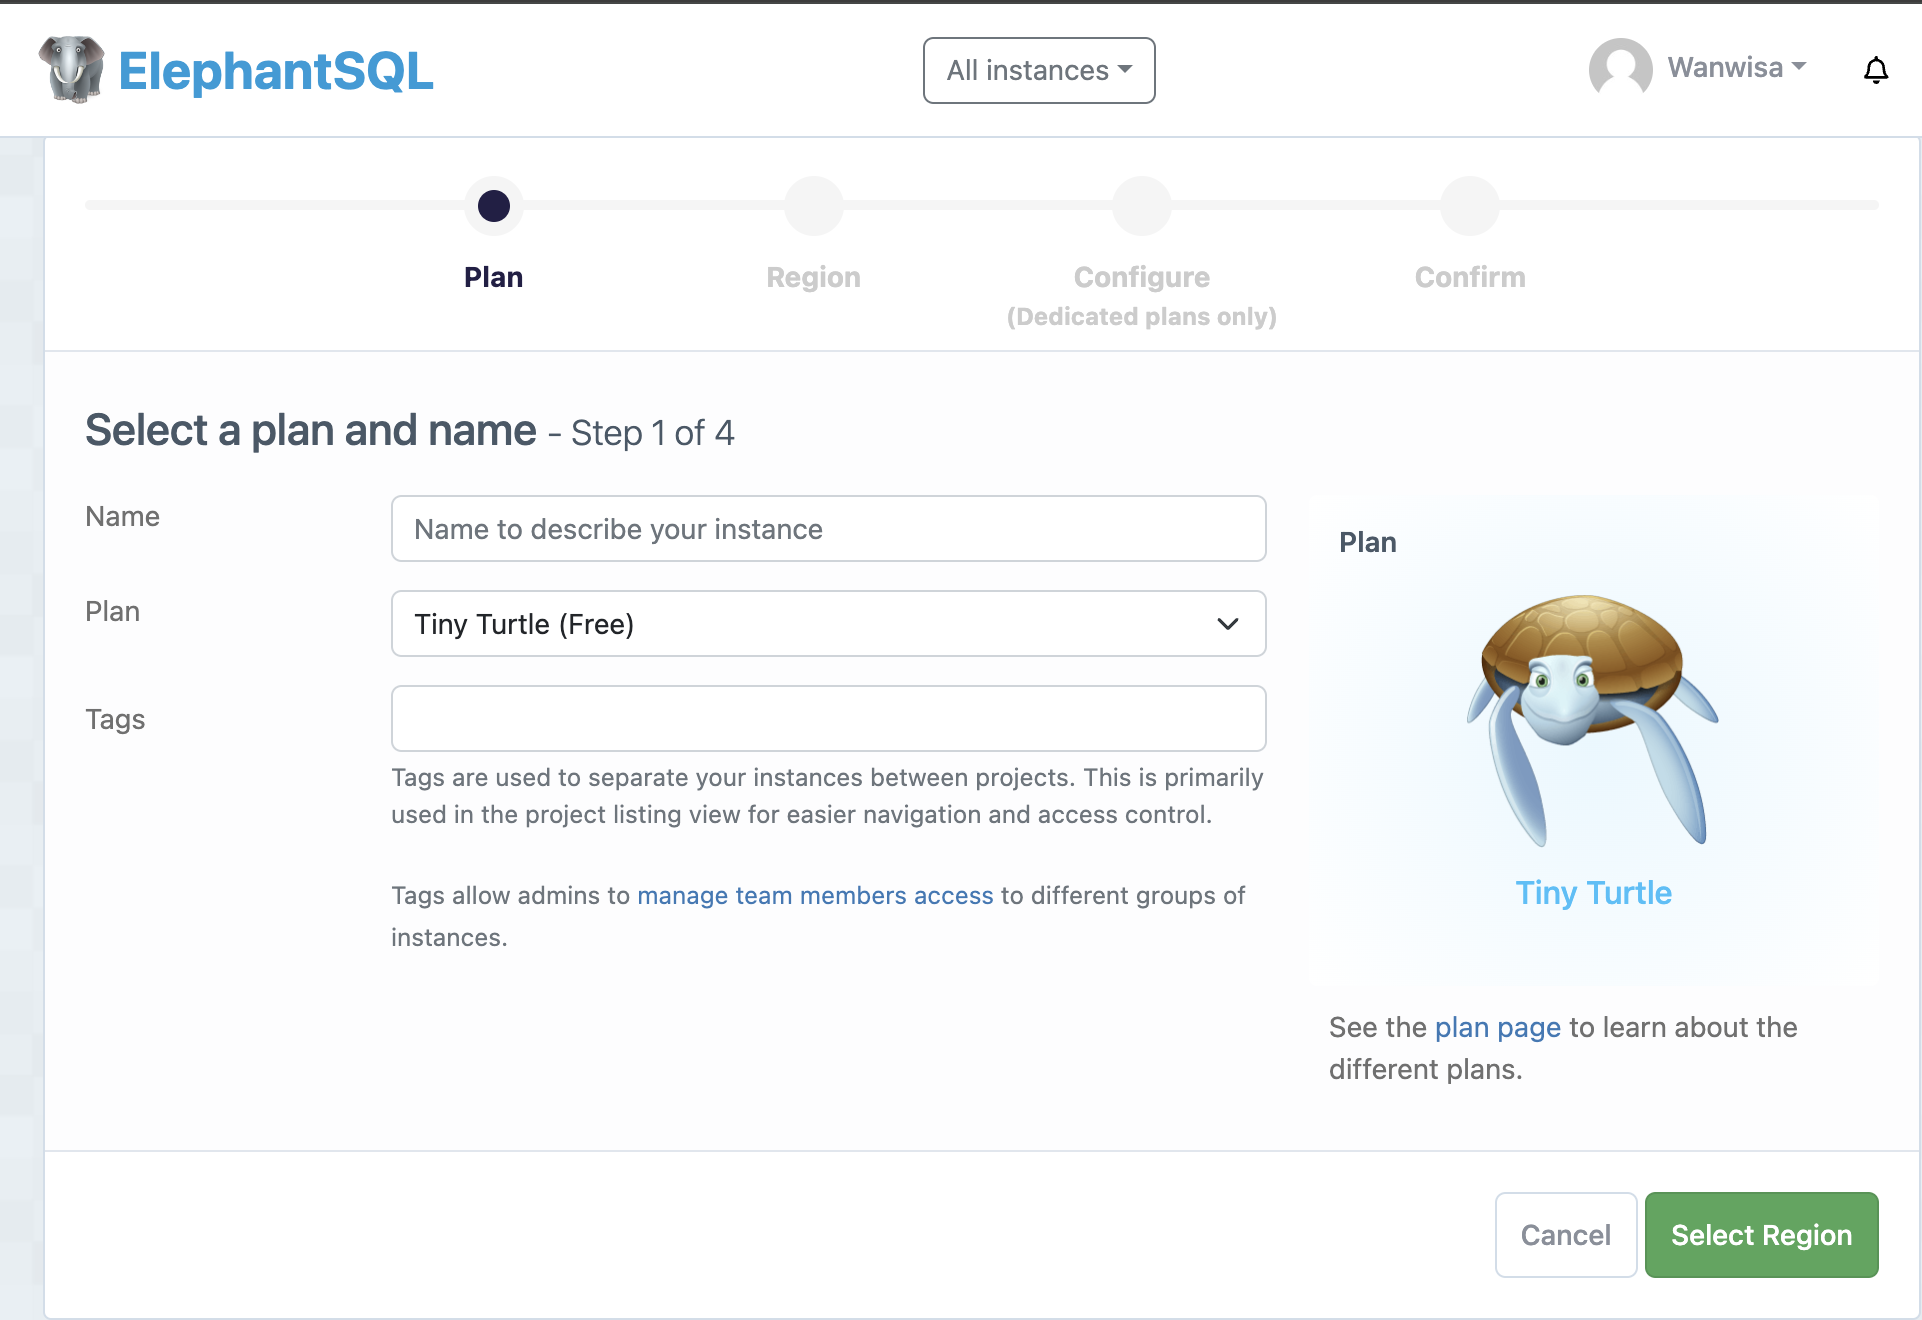 ElephantSQL
All instances
Wanwisa
Plan
Region
Configure
(Dedicated plans only)
Confirm
Select a plan and name - Step 1 of 4
Name
Name to describe your instance
Plan
Tiny Turtle (Free)
Tags
Tags are used to separate your instances between projects. This is primarily
used in the project listing view for easier navigation and access control.
Tags allow admins to manage team members access to different groups of
instances.
Plan
Tiny Turtle
See the plan page to learn about the
different plans.
Cancel
Select Region